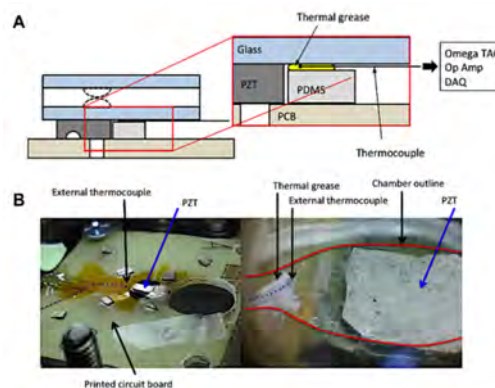 A
Thermal grease
Glass
PZT
PDMS
PCB
Thermocouple
Omega
Op Amp
DAQ
B
External thermocouple
PZT
Thermal grease
External thermocouple
Chamber outline
PZT
Printed circuit board